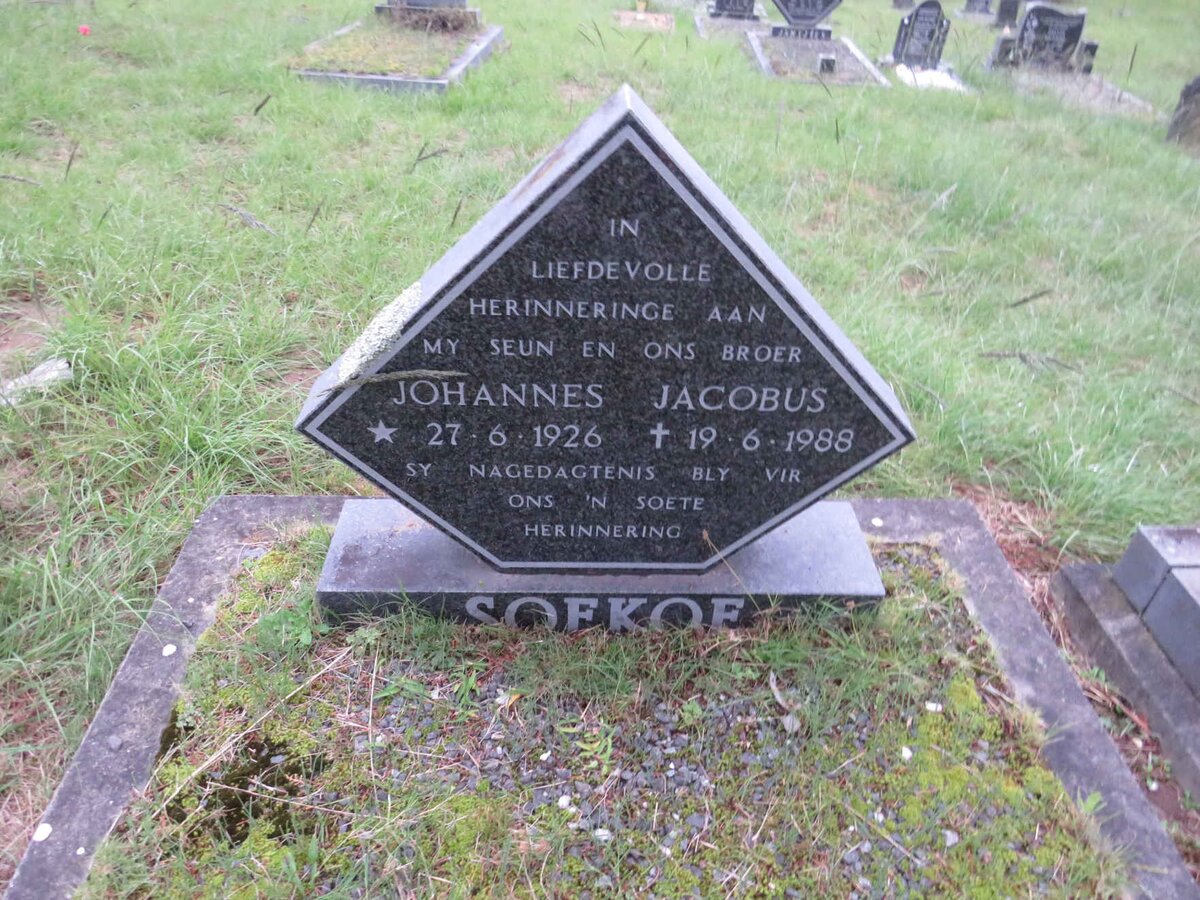 IN
LIEFDEVOLLE
HERINNERINGE AAN
MY SEUN EN ONS BROER
JOHANNES JACOBUS
★ 27·6·1926 ✝ 19·6·1988
SY NAGEDAGTENIS BLY VIR
ONS 'N SOETE
HERINNERING
SOEKOE